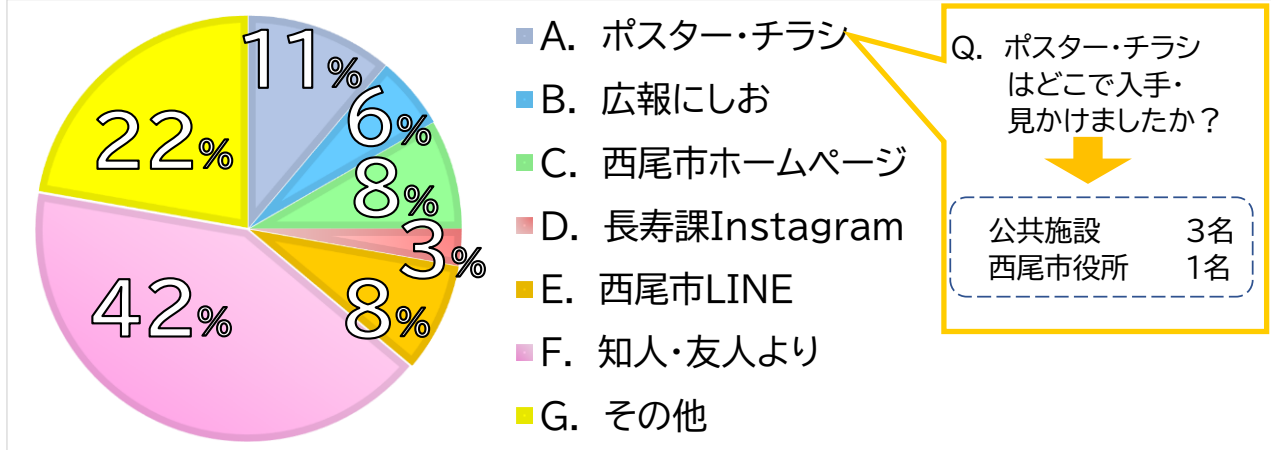 11%
6%
8%
3%
8%
42%
22%
A. ポスター・チラシ
B. 広報にしお
C. 西尾市ホームページ
D. 長寿課Instagram
E. 西尾市LINE
F. 知人・友人より
G. その他
Q. ポスター・チラシ
はどこで入手・
見かけましたか？
公共施設 3名
西尾市役所 1名